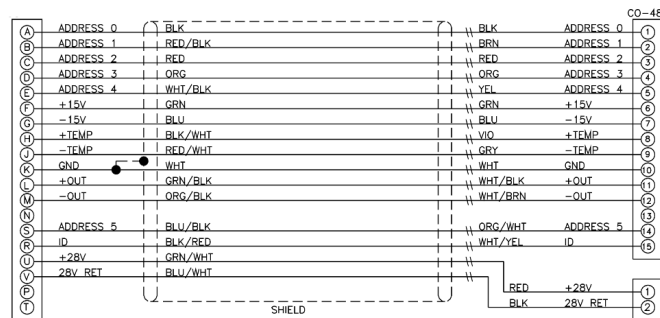 CO-48
A ADDRESS 0 BLK BLK ADDRESS 0 1
B ADDRESS 1 RED/BLK BRN ADDRESS 1 2
C ADDRESS 2 RED RED ADDRESS 2 3
D ADDRESS 3 ORG ORG ADDRESS 3 4
E ADDRESS 4 WHT/BLK YEL ADDRESS 4 5
F +15V GRN GRN +15V 6
G -15V BLU BLU -15V 7
H +TEMP BLK/WHT VIO +TEMP 8
J -TEMP RED/WHT GRY -TEMP 9
K GND WHT WHT GND 10
L +OUT GRN/BLK WHT/BLK +OUT 11
M -OUT ORG/BLK WHT/BRN -OUT 12
N 13
S ADDRESS 5 BLU/BLK ORG/WHT ADDRESS 5 14
R ID BLK/RED WHT/YEL ID 15
U +28V GRN/WHT
V 28V RET BLU/WHT
P RED +28V 1
T BLK 28V RET 2
SHIELD